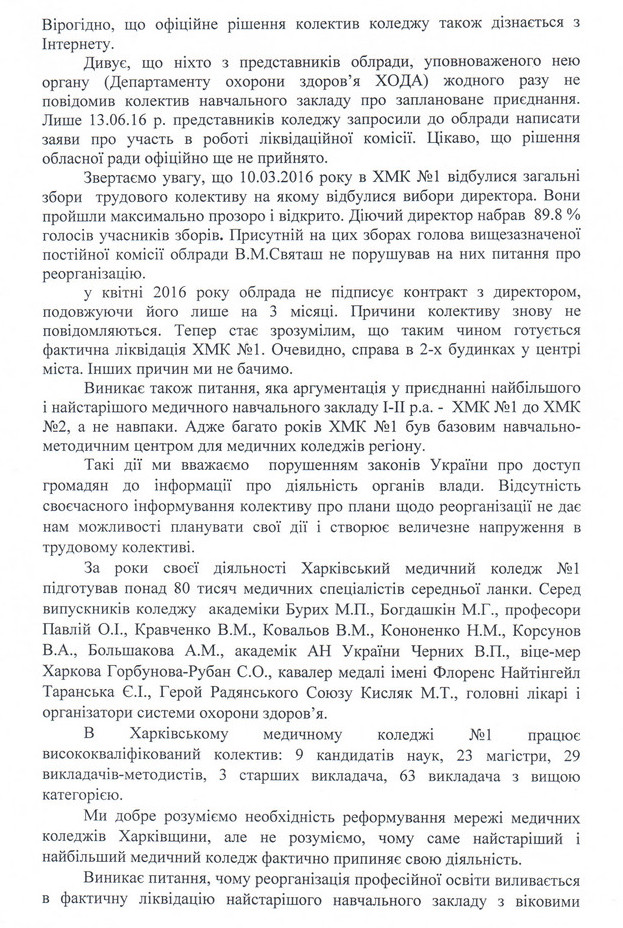 Вірогідно, що офіційне рішення колектив коледжу також дізнається з
Інтернету.
Дивує, що ніхто з представників облради, уповноваженого нею
органу (Департаменту охорони здоров’я ХОДА) жодного разу не
повідомив колектив навчального закладу про заплановане приєднання.
Лише 13.06.16 р. представників коледжу запросили до облради написати
заяви про участь в роботі ліквідаційної комісії. Цікаво, що рішення
обласної ради офіційно ще не прийнято.
Звертаємо увагу, що 10.03.2016 року в ХМК №1 відбулися загальні
збори трудового колективу на якому відбулися вибори директора. Вони
пройшли максимально прозоро і відкрито. Діючий директор набрав 89.8 %
голосів учасників зборів. Присутній на цих зборах голова вищезазначеної
постійної комісії облради В.М.Святаш не порушував на них питання про
реорганізацію.
у квітні 2016 року облрада не підписує контракт з директором,
подовжуючи його лише на 3 місяці. Причини колективу знову не
повідомляються. Тепер стає зрозумілим, що таким чином готується
фактична ліквідація ХМК №1. Очевидно, справа в 2-х будинках у центрі
міста. Інших причин ми не бачимо.
Виникає також питання, яка аргументація у приєднанні найбільшого
і найстарішого медичного навчального закладу І-ІІ р.а. - ХМК №1 до ХМК
№2, а не навпаки. Адже багато років ХМК №1 був базовим навчально-
методичним центром для медичних коледжів регіону.
Такі дії ми вважаємо порушенням законів України про доступ
громадян до інформації про діяльність органів влади. Відсутність
своєчасного інформування колективу про плани щодо реорганізації не дає
нам можливості планувати свої дії і створює величезне напруження в
трудовому колективі.
За роки своєї діяльності Харківський медичний коледж №1
підготував понад 80 тисяч медичних спеціалістів середньої ланки. Серед
випускників коледжу академіки Бурих М.П., Богдашкін М.Г., професори
Павлій О.І., Кравченко В.М., Ковальов В.М., Кононенко Н.М., Корсунов
В.А., Большакова А.М., академік АН України Черних В.П., віце-мер
Харкова Горбунова-Рубан С.О., кавалер медалі імені Флоренс Найтінгейл
Таранська Є.І., Герой Радянського Союзу Кисляк М.Т., головні лікарі і
організатори системи охорони здоров’я.
В Харківському медичному коледжі №1 працює
висококваліфікований колектив: 9 кандидатів наук, 23 магістри, 29
викладачів-методистів, 3 старших викладача, 63 викладача з вищою
категорією.
Ми добре розуміємо необхідність реформування мережі медичних
коледжів Харківщини, але не розуміємо, чому саме найстаріший і
найбільший медичний коледж фактично припиняє свою діяльність.
Виникає питання, чому реорганізація професійної освіти виливається
в фактичну ліквідацію найстарішого навчального закладу з віковими